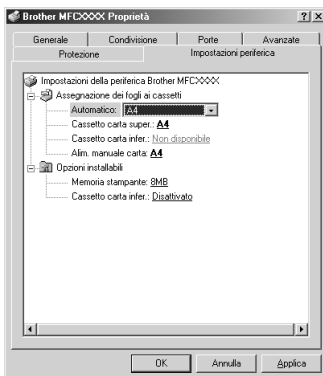 Brother MFCXXXX Proprietà
Generale Condivisione Porte Avanzate
Protezione Impostazioni periferica
Impostazioni della periferica Brother MFCXXXX
Assegnazione dei fogli ai cassetti
Automatico: A4
Cassetto carta super.: A4
Cassetto carta infer.: Non disponibile
Alim. manuale carta: A4
Opzioni installabili
Memoria stampante: 8MB
Cassetto carta infer.: Disattivato
OK Annulla Applica